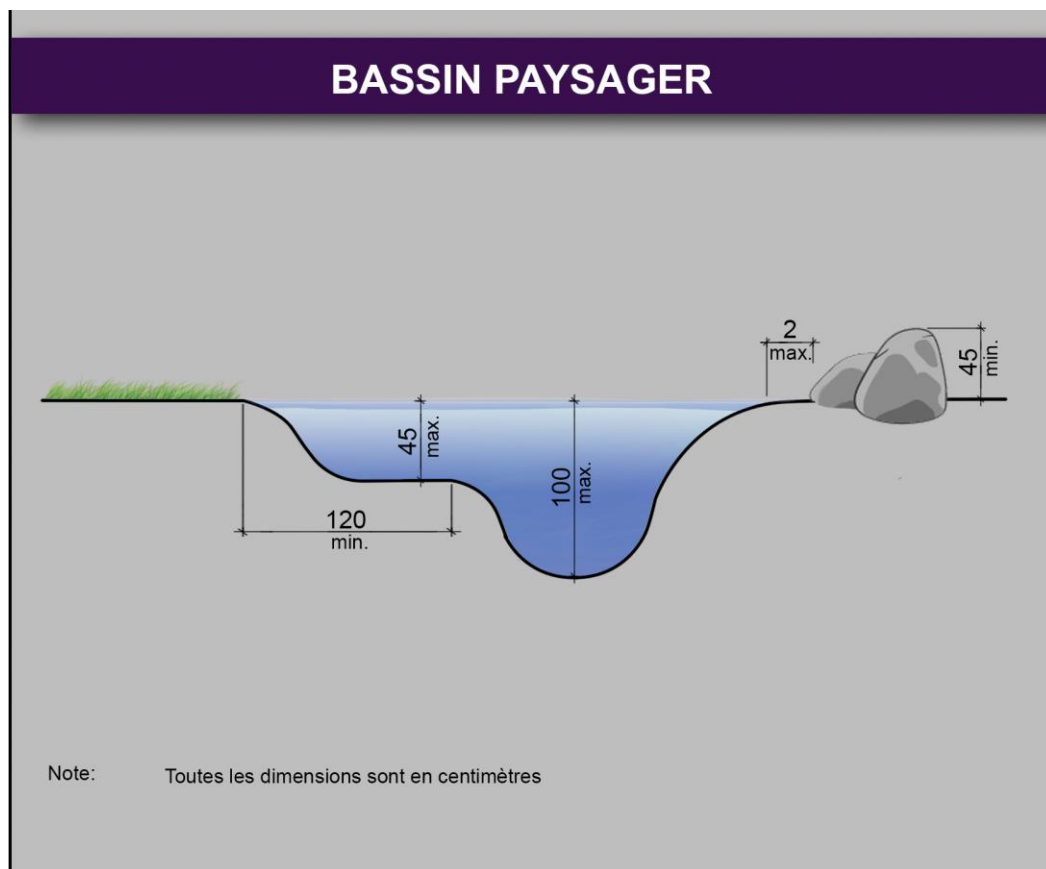 BASSIN PAYSAGER
2
max.
45
min.
45
max.
100
max.
120
min.
Note: Toutes les dimensions sont en centimètres